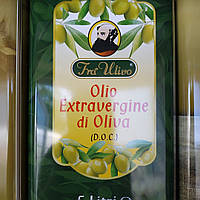 Fra' Ulivo
Olio
Extravergine
di Oliva
(D.O.C.)
5 Litri e